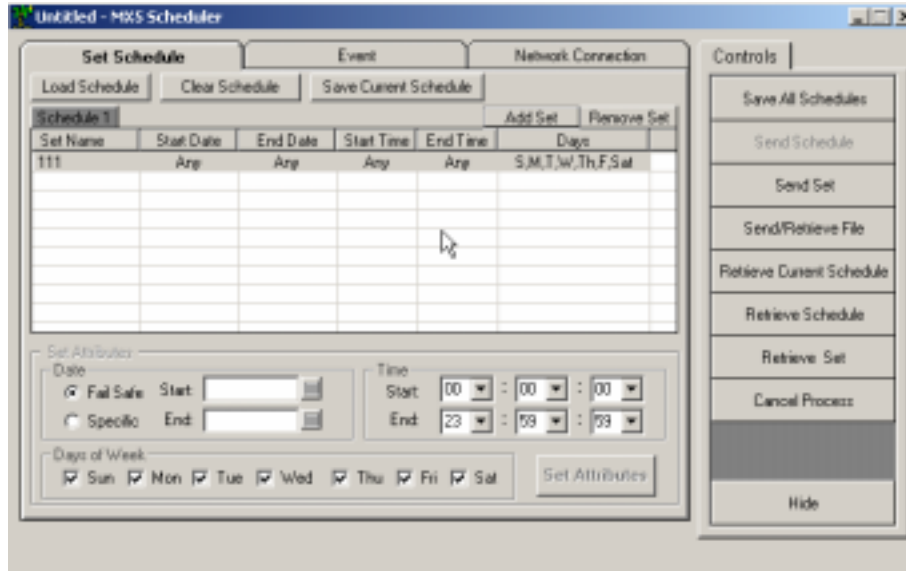 Untitled - MXS Scheduler
Set Schedule Event Network Connection
Load Schedule Clear Schedule Save Current Schedule
Schedule 1 Add Set Remove Set
Set Name Start Date End Date Start Time End Time Days
111 Any Any Any Any S,M,T,W,Th,F,Sat
Set Attributes
Date
Fail Safe Start
Specific End
Time
Start 00 : 00 : 00
End 23 : 59 : 59
Days of Week
Sun Mon Tue Wed Thu Fri Sat
Set Attributes
Controls
Save All Schedules
Send Schedule
Send Set
Send/Retrieve File
Retrieve Current Schedule
Retrieve Schedule
Retrieve Set
Cancel Process
Hide